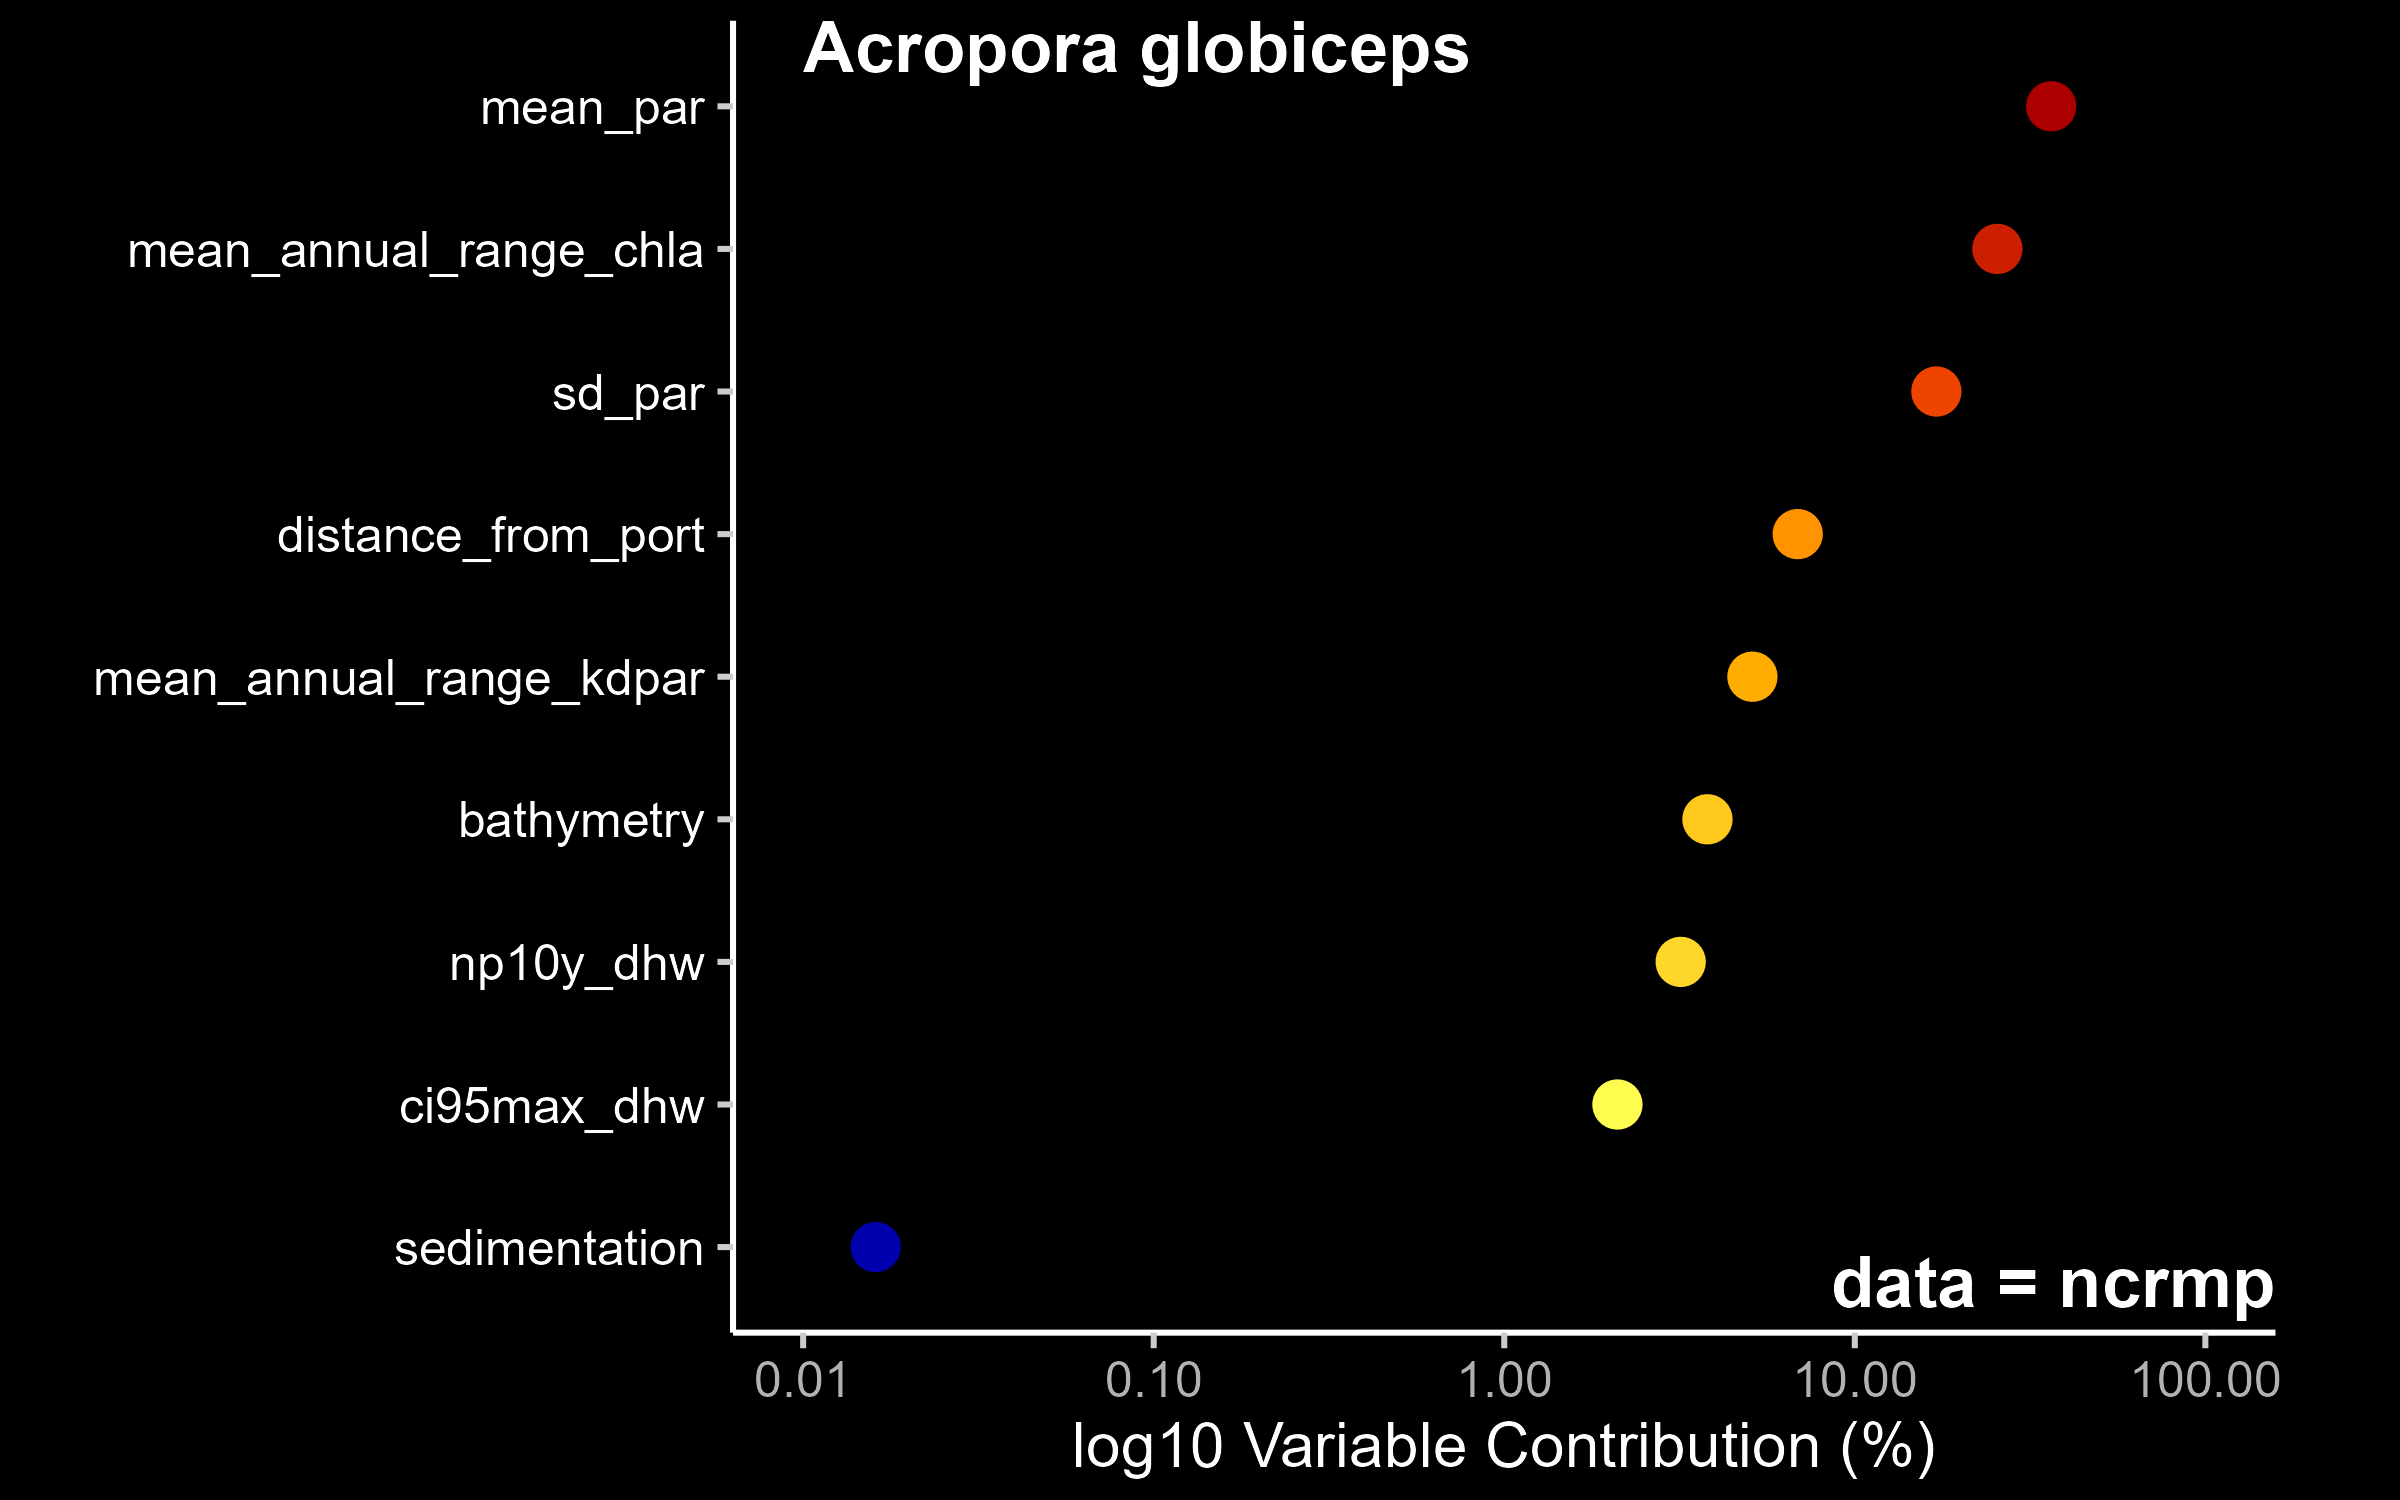 Acropora globiceps
mean_par
mean_annual_range_chla
sd_par
distance_from_port
mean_annual_range_kdpar
bathymetry
np10y_dhw
ci95max_dhw
sedimentation
data = ncrmp
0.01 0.10 1.00 10.00 100.00
log10 Variable Contribution (%)